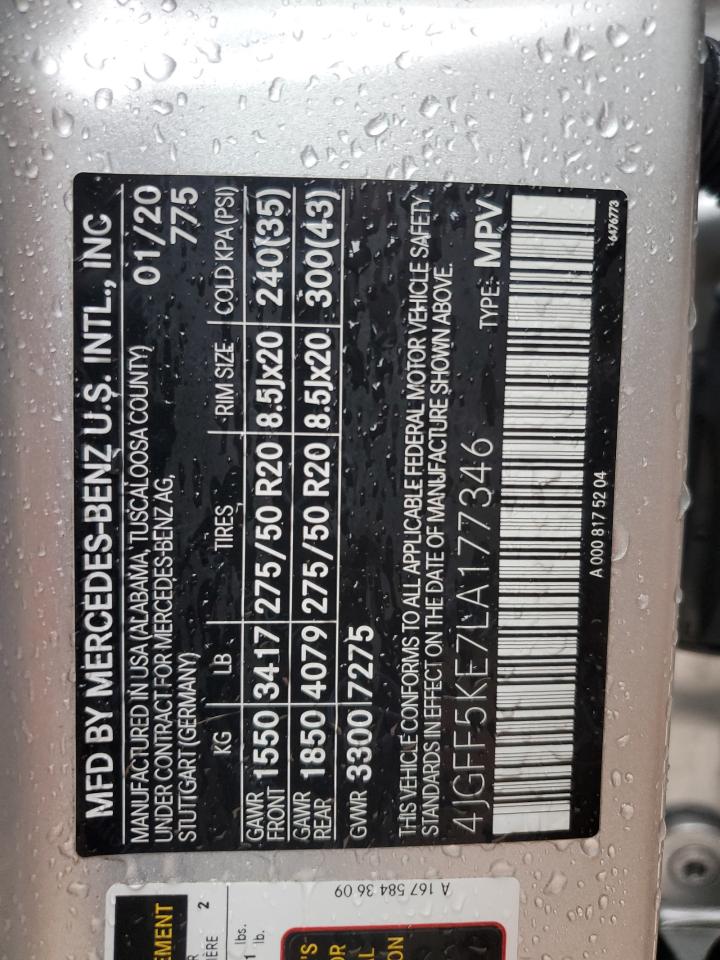 MFD BY MERCEDES-BENZ U.S. INTL., INC
MANUFACTURED IN USA (ALABAMA, TUSCALOOSA COUNTY) 01/20
UNDER CONTRACT FOR MERCEDES-BENZ AG, 775
STUTTGART (GERMANY)
KG LB TIRES RIM SIZE COLD KPA (PSI)
GAWR FRONT 1550 3417 275/50 R20 8.5Jx20 240(35)
GAWR REAR 1850 4079 275/50 R20 8.5Jx20 300(43)
GVWR 3300 7275
THIS VEHICLE CONFORMS TO ALL APPLICABLE FEDERAL MOTOR VEHICLE SAFETY
STANDARDS IN EFFECT ON THE DATE OF MANUFACTURE SHOWN ABOVE.
4JGFF5KE7LA177346 TYPE: MPV
A 000 817 52 04 6476773
A 167 584 36 09
EMENT
2
lbs.
lb.